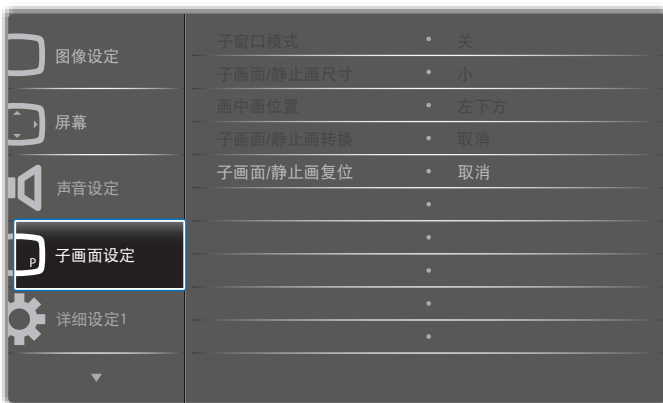 图像设定
屏幕
声音设定
P
子画面设定
详细设定1
子窗口模式 • 关
子画面/静止画尺寸 • 小
画中画位置 • 左下方
子画面/静止画转换 • 取消
子画面/静止画复位 • 取消